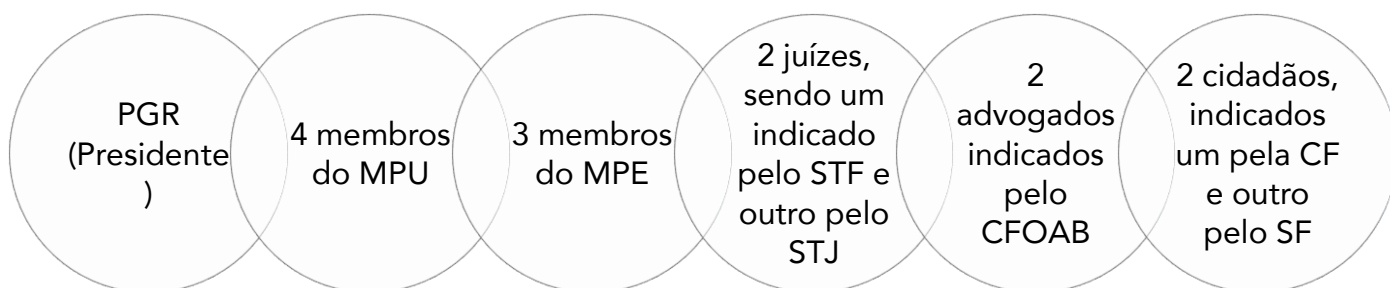 PGR
(Presidente
)
4 membros
do MPU
3 membros
do MPE
2 juízes,
sendo um
indicado
pelo STF e
outro pelo
STJ
2
advogados
indicados
pelo
CFOAB
2 cidadãos,
indicados
um pela CF
e outro
pelo SF